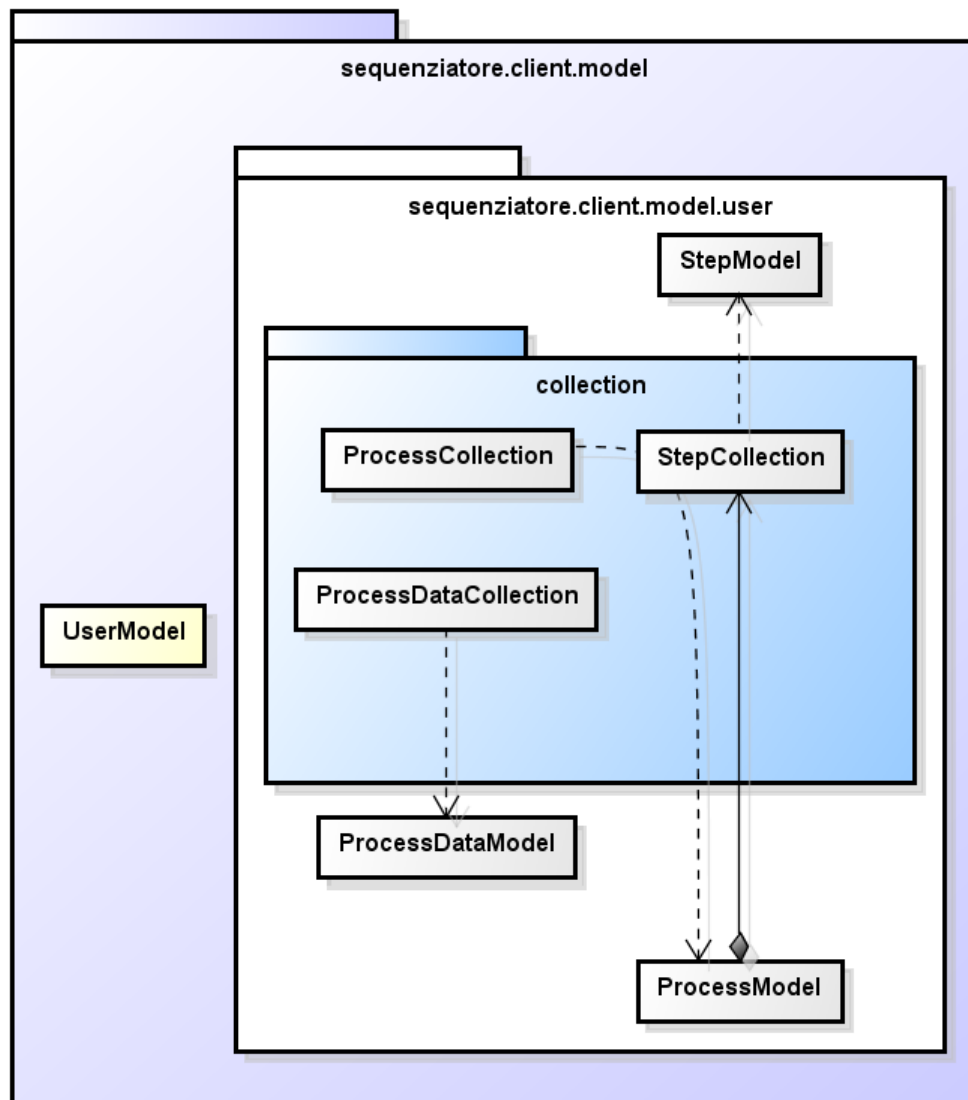 sequenziatore.client.model
sequenziatore.client.model.user
StepModel
collection
ProcessCollection
StepCollection
ProcessDataCollection
UserModel
ProcessDataModel
ProcessModel